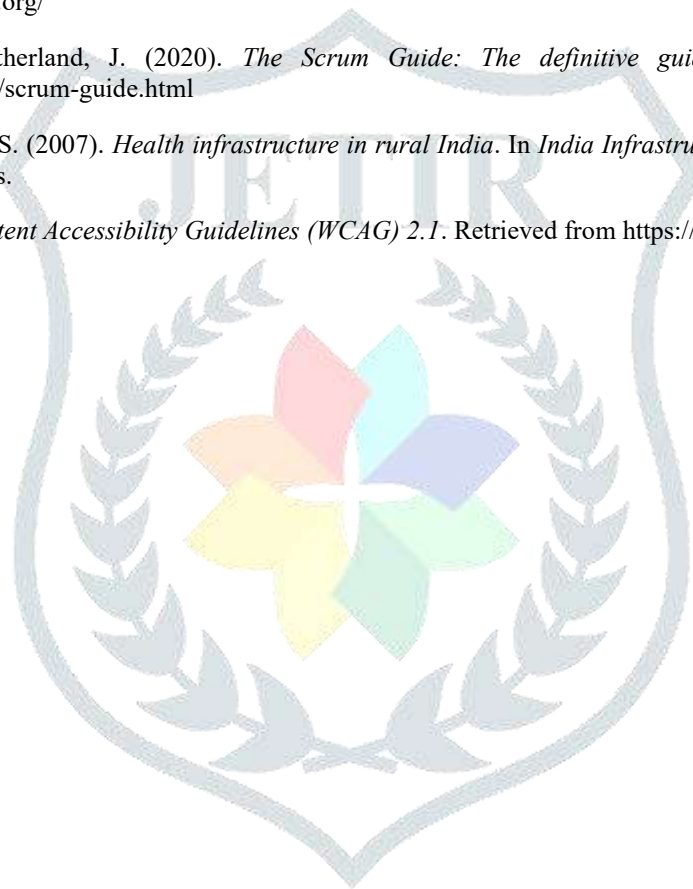 .org/
therland, J. (2020). The Scrum Guide: The definitive gui
/scrum-guide.html
S. (2007). Health infrastructure in rural India. In India Infrastru
s.
tent Accessibility Guidelines (WCAG) 2.1. Retrieved from https://
JETIR